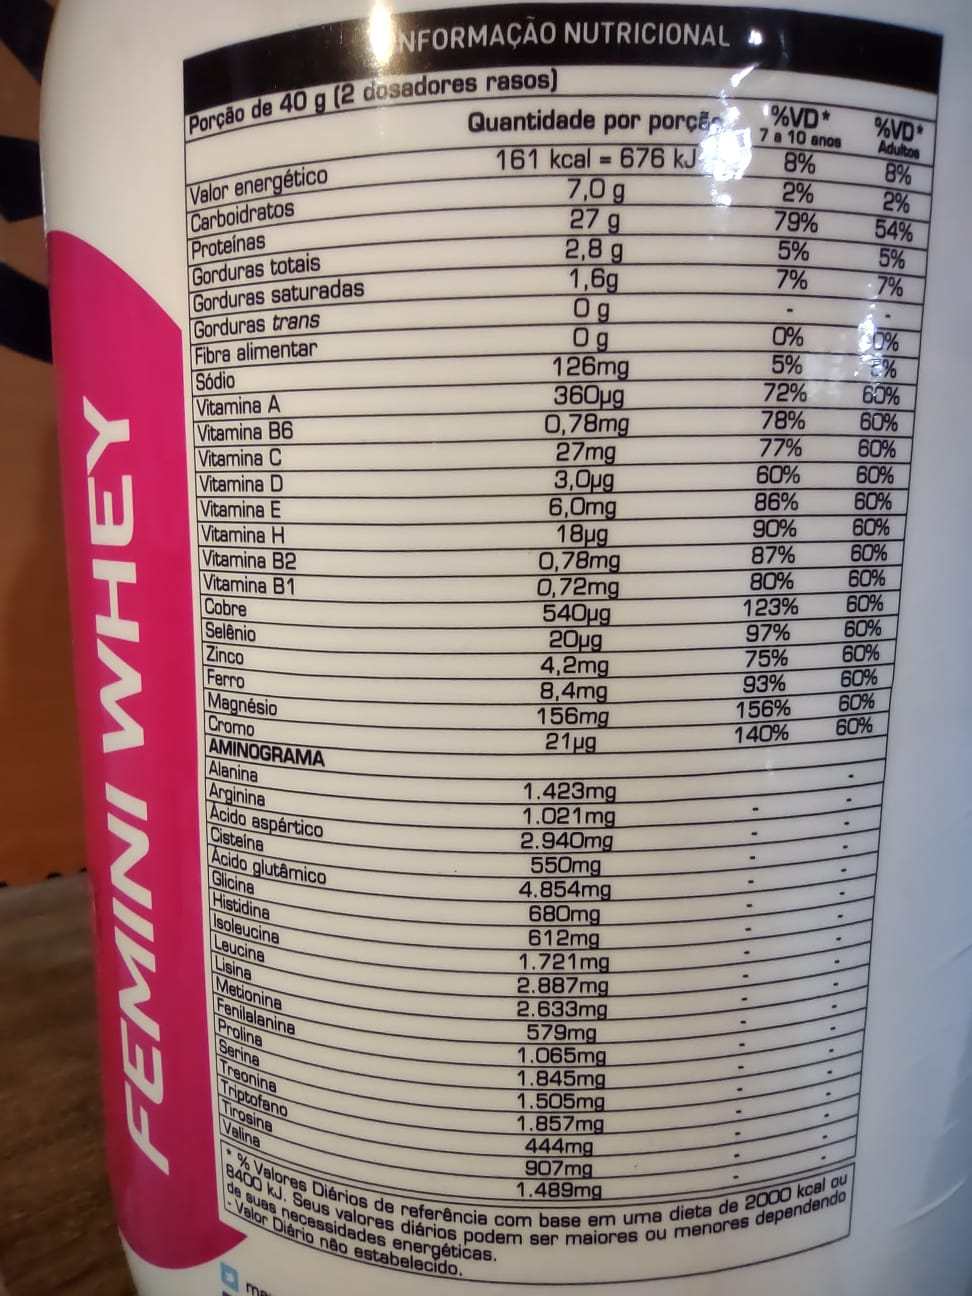 INFORMAÇÃO NUTRICIONAL
Porção de 40 g (2 dosadores rasos)
Quantidade por porção %VD* 7 a 10 anos %VD* Adultos
Valor energético 161 kcal = 676 kJ 8% 8%
Carboidratos 7,0 g 2% 2%
Proteínas 27 g 79% 54%
Gorduras totais 2,8 g 5% 5%
Gorduras saturadas 1,6g 7% 7%
Gorduras trans 0 g - -
Fibra alimentar 0 g 0% 0%
Sódio 126mg 5% 5%
Vitamina A 360µg 72% 60%
Vitamina B6 0,78mg 78% 60%
Vitamina C 27mg 77% 60%
Vitamina D 3,0µg 60% 60%
Vitamina E 6,0mg 86% 60%
Vitamina H 18µg 90% 60%
Vitamina B2 0,78mg 87% 60%
Vitamina B1 0,72mg 80% 60%
Cobre 540µg 123% 60%
Selênio 20µg 97% 60%
Zinco 4,2mg 75% 60%
Ferro 8,4mg 93% 60%
Magnésio 156mg 156% 60%
Cromo 21µg 140% 60%
AMINOGRAMA
Alanina 1.423mg - -
Arginina 1.021mg - -
Ácido aspártico 2.940mg - -
Cisteína 550mg - -
Ácido glutâmico 4.854mg - -
Glicina 680mg - -
Histidina 612mg - -
Isoleucina 1.721mg - -
Leucina 2.887mg - -
Lisina 2.633mg - -
Metionina 579mg - -
Fenilalanina 1.065mg - -
Prolina 1.845mg - -
Serina 1.505mg - -
Treonina 1.857mg - -
Triptofano 444mg - -
Tirosina 907mg - -
Valina 1.489mg - -
* % Valores Diários de referência com base em uma dieta de 2000 kcal ou
8400 kJ. Seus valores diários podem ser maiores ou menores dependendo
de suas necessidades energéticas.
- Valor Diário não estabelecido.
FEMINI WHEY